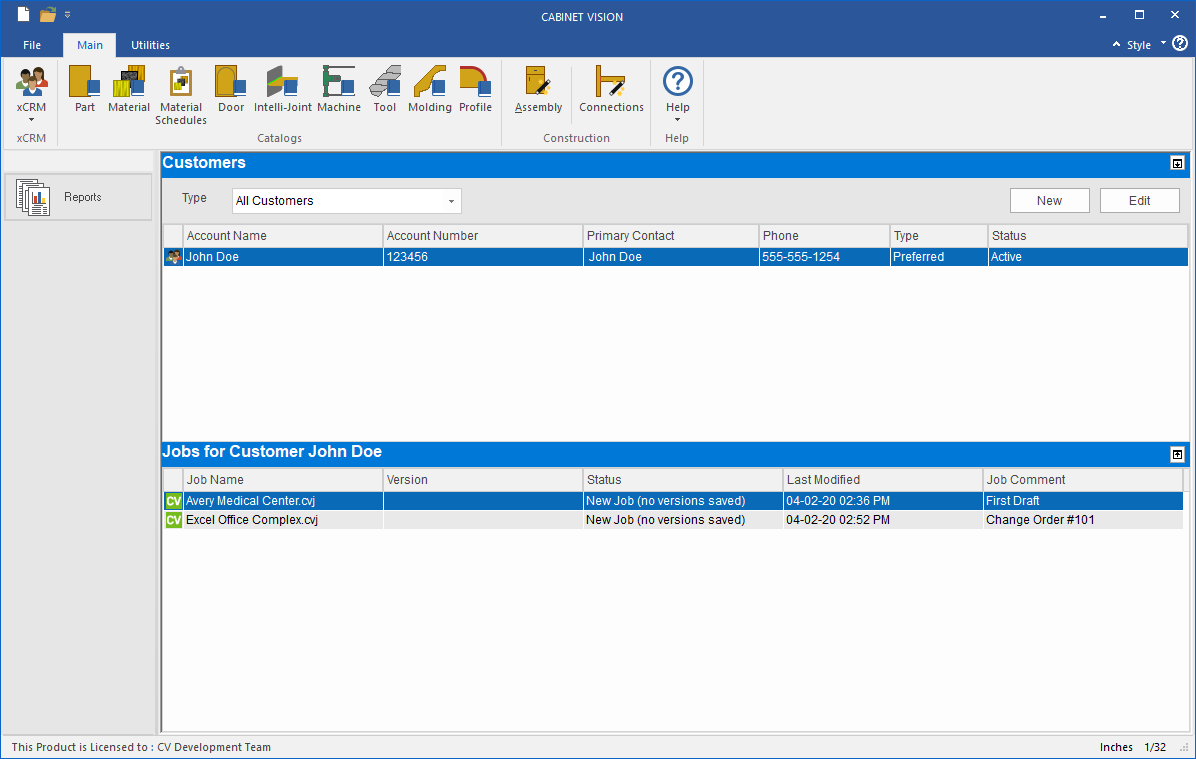 CABINET VISION
File Main Utilities Style
xCRM Part Material Material Schedules Door Intelli-Joint Machine Tool Molding Profile Assembly Connections Help
xCRM Catalogs Construction Help
Reports
Customers
Type All Customers New Edit
Account Name Account Number Primary Contact Phone Type Status
John Doe 123456 John Doe 555-555-1254 Preferred Active
Jobs for Customer John Doe
Job Name Version Status Last Modified Job Comment
CV Avery Medical Center.cvj New Job (no versions saved) 04-02-20 02:36 PM First Draft
CV Excel Office Complex.cvj New Job (no versions saved) 04-02-20 02:52 PM Change Order #101
This Product is Licensed to : CV Development Team Inches 1/32